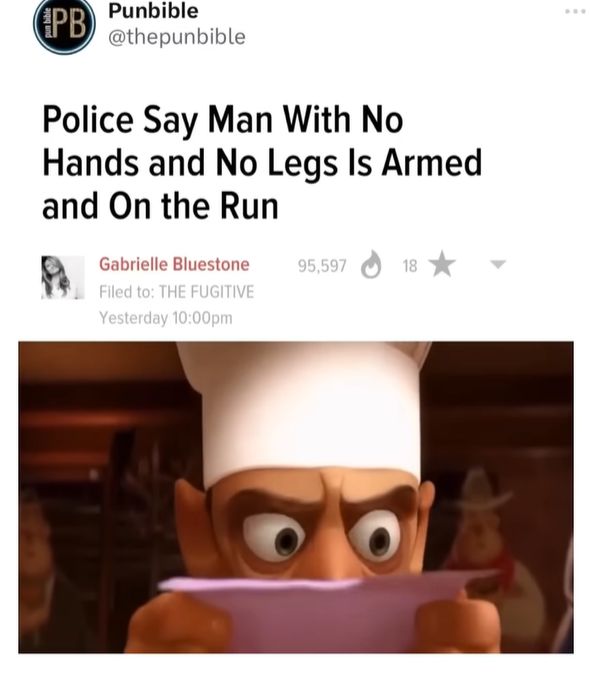 pun bible
PB
Punbible
@thepunbible
Police Say Man With No
Hands and No Legs Is Armed
and On the Run
Gabrielle Bluestone 95,597 18
Filed to: THE FUGITIVE
Yesterday 10:00pm